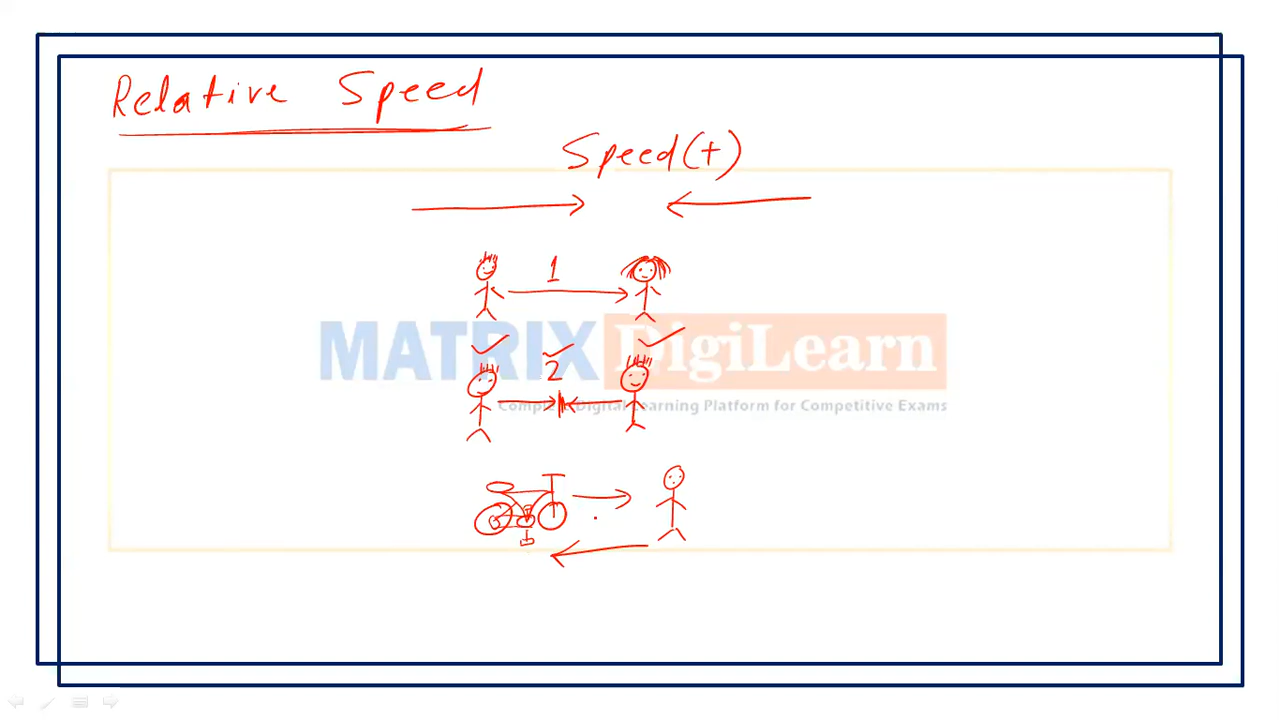 Relative Speed
Speed(+)
1
MATRIX DigiLearn
2
Complete Digital Learning Platform for Competitive Exams